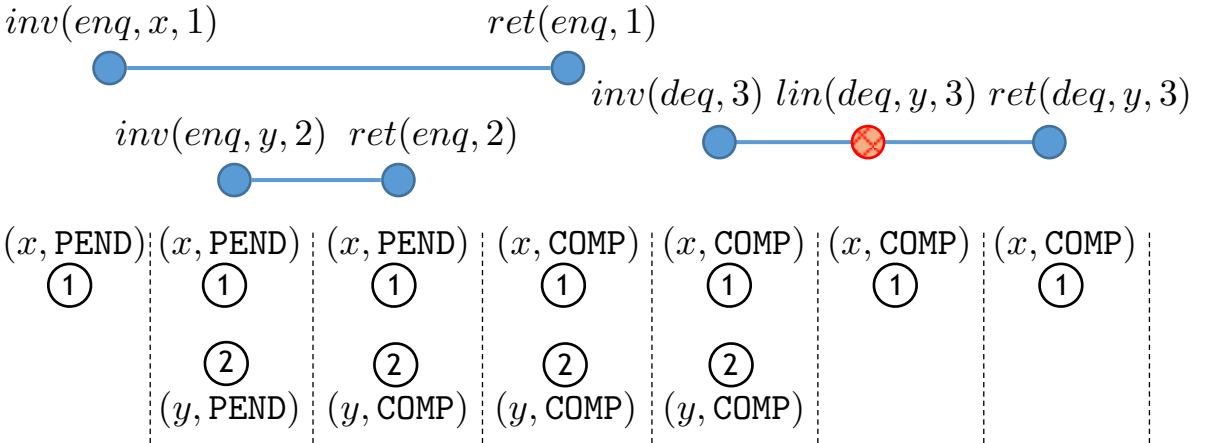 inv(enq, x, 1) ret(enq, 1)
inv(deq, 3) lin(deq, y, 3) ret(deq, y, 3)
inv(enq, y, 2) ret(enq, 2)
(x, PEND) (x, PEND) (x, PEND) (x, COMP) (x, COMP) (x, COMP) (x, COMP)
1 1 1 1 1 1 1
2 2 2 2
(y, PEND) (y, COMP) (y, COMP) (y, COMP)